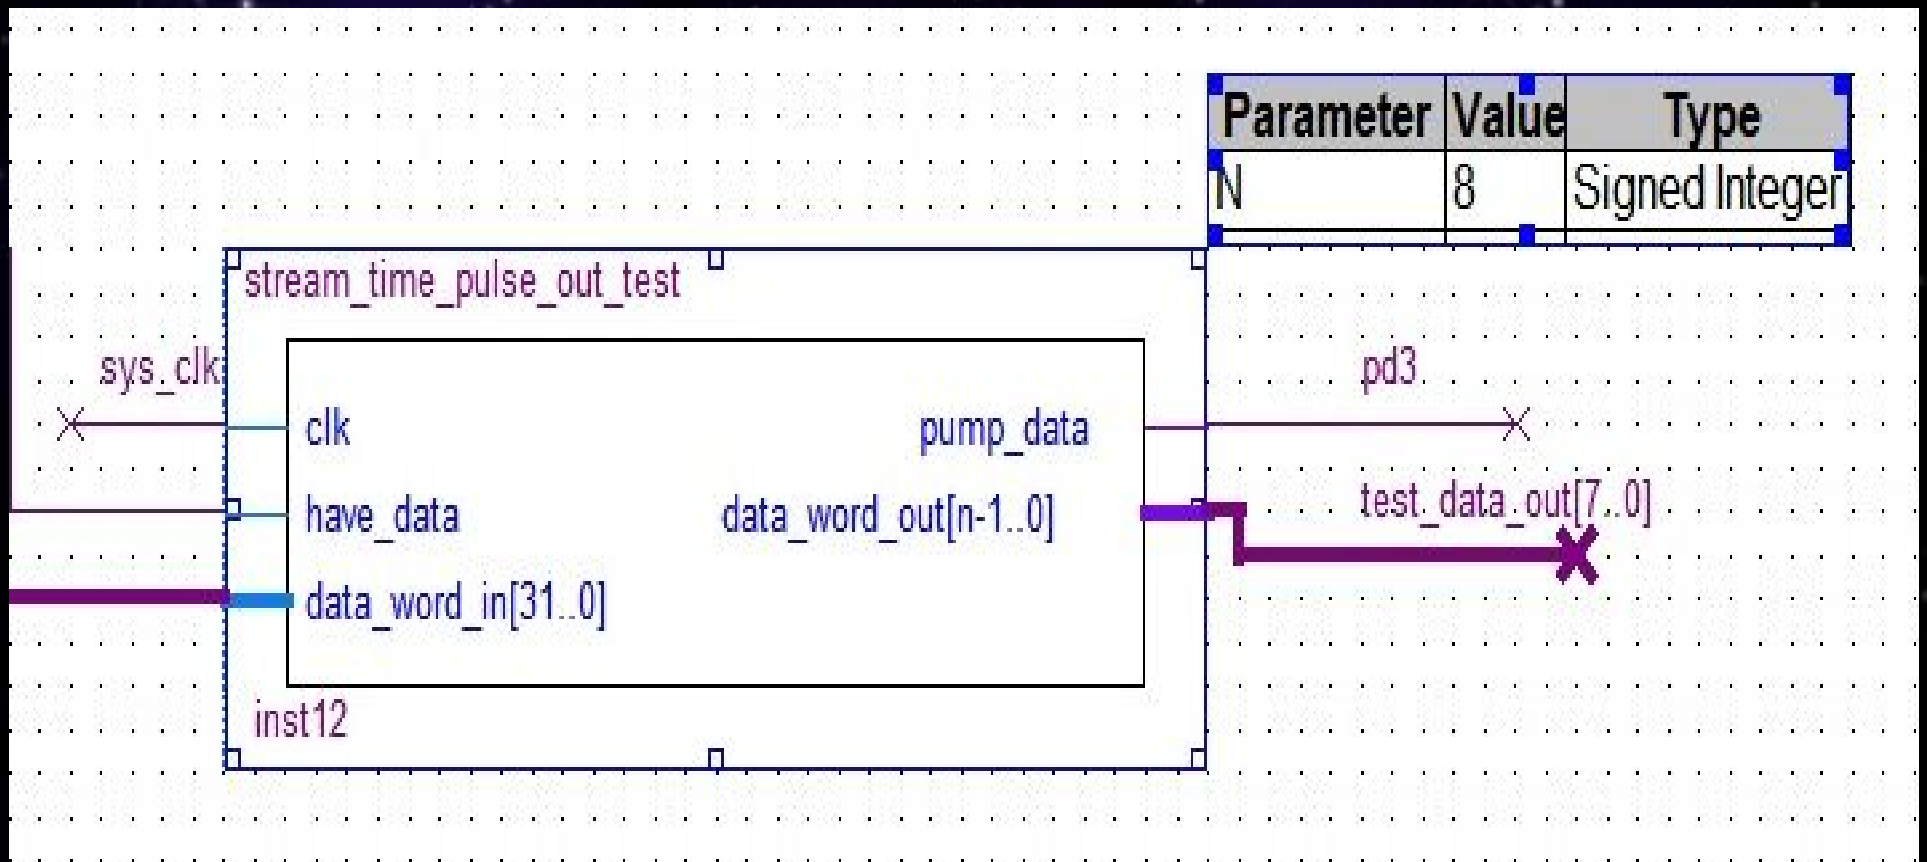 Parameter Value Type
N 8 Signed Integer
stream_time_pulse_out_test
sys_clk
pd3
clk
pump_data
test_data_out[7..0]
have_data
data_word_out[n-1..0]
data_word_in[31..0]
inst12